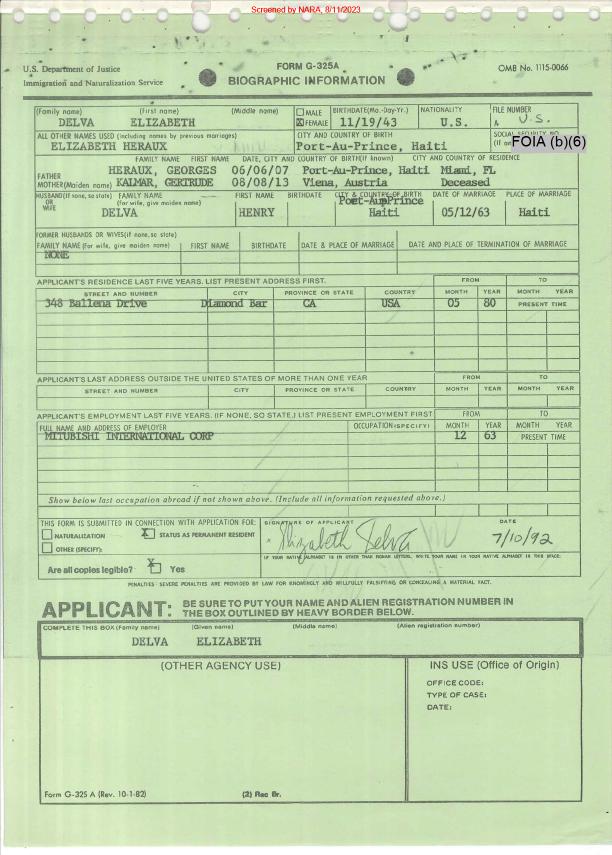 Screened by NARA, 8/11/2023
U.S. Department of Justice
Immigration and Naturalization Service
FORM G-325A
BIOGRAPHIC INFORMATION
OMB No. 1115-0066
(Family name) (First name) (Middle name) MALE BIRTHDATE(Mo.-Day-Yr.) NATIONALITY FILE NUMBER
DELVA ELIZABETH X FEMALE 11/19/43 U.S. A U.S.
ALL OTHER NAMES USED (Including names by previous marriages) CITY AND COUNTRY OF BIRTH SOCIAL SECURITY NO.
ELIZABETH HERAUX Port-Au-Prince, Haiti (If any) FOIA (b)(6)
FAMILY NAME FIRST NAME DATE, CITY AND COUNTRY OF BIRTH(If known) CITY AND COUNTRY OF RESIDENCE
FATHER HERAUX, GEORGES 06/06/07 Port-Au-Prince, Haiti Miami, FL
MOTHER(Maiden name) KALMAR, GERTRUDE 08/08/13 Viena, Austria Deceased
HUSBAND(If none, so state) OR WIFE FAMILY NAME (For wife, give maiden name) FIRST NAME BIRTHDATE CITY & COUNTRY OF BIRTH DATE OF MARRIAGE PLACE OF MARRIAGE
DELVA HENRY Port-Au-Prince Haiti 05/12/63 Haiti
FORMER HUSBANDS OR WIVES(if none, so state)
FAMILY NAME (For wife, give maiden name) FIRST NAME BIRTHDATE DATE & PLACE OF MARRIAGE DATE AND PLACE OF TERMINATION OF MARRIAGE
NONE
APPLICANT'S RESIDENCE LAST FIVE YEARS. LIST PRESENT ADDRESS FIRST. FROM TO
STREET AND NUMBER CITY PROVINCE OR STATE COUNTRY MONTH YEAR MONTH YEAR
348 Ballena Drive Diamond Bar CA USA 05 80 PRESENT TIME
APPLICANT'S LAST ADDRESS OUTSIDE THE UNITED STATES OF MORE THAN ONE YEAR FROM TO
STREET AND NUMBER CITY PROVINCE OR STATE COUNTRY MONTH YEAR MONTH YEAR
APPLICANT'S EMPLOYMENT LAST FIVE YEARS. (IF NONE, SO STATE.) LIST PRESENT EMPLOYMENT FIRST FROM TO
FULL NAME AND ADDRESS OF EMPLOYER OCCUPATION(SPECIFY) MONTH YEAR MONTH YEAR
MITUBISHI INTERNATIONAL CORP 12 63 PRESENT TIME
Show below last occupation abroad if not shown above. (Include all information requested above.)
THIS FORM IS SUBMITTED IN CONNECTION WITH APPLICATION FOR: SIGNATURE OF APPLICANT DATE
NATURALIZATION X STATUS AS PERMANENT RESIDENT
OTHER (SPECIFY): Elizabeth Delva 7/10/92
IF YOUR NATIVE ALPHABET IS IN OTHER THAN ROMAN LETTERS, WRITE YOUR NAME IN YOUR NATIVE ALPHABET IN THIS SPACE:
Are all copies legible? X Yes
PENALTIES: SEVERE PENALTIES ARE PROVIDED BY LAW FOR KNOWINGLY AND WILLFULLY FALSIFYING OR CONCEALING A MATERIAL FACT.
APPLICANT: BE SURE TO PUT YOUR NAME AND ALIEN REGISTRATION NUMBER IN
THE BOX OUTLINED BY HEAVY BORDER BELOW.
COMPLETE THIS BOX (Family name) (Given name) (Middle name) (Alien registration number)
DELVA ELIZABETH
(OTHER AGENCY USE)
INS USE (Office of Origin)
OFFICE CODE:
TYPE OF CASE:
DATE:
Form G-325 A (Rev. 10-1-82) (2) Rec Br.